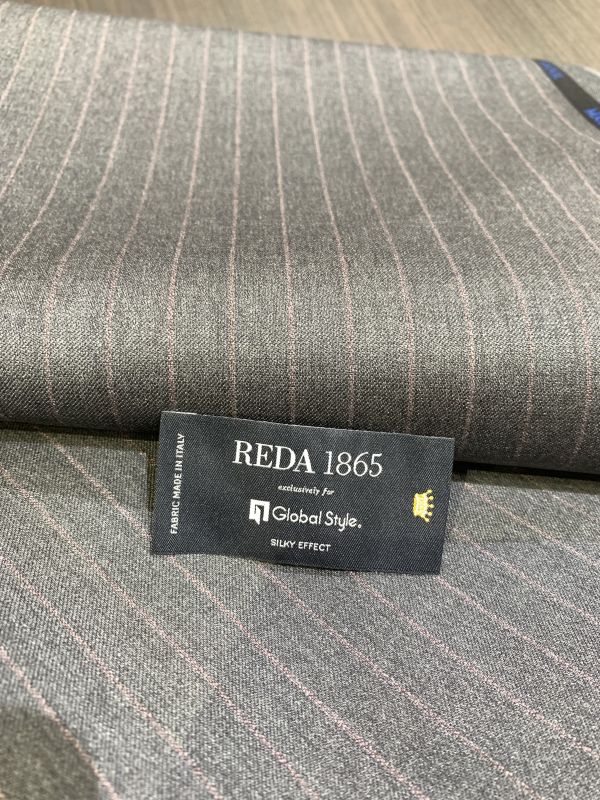 FABRIC MADE IN ITALY
REDA 1865
exclusively for
Global Style.
SILKY EFFECT